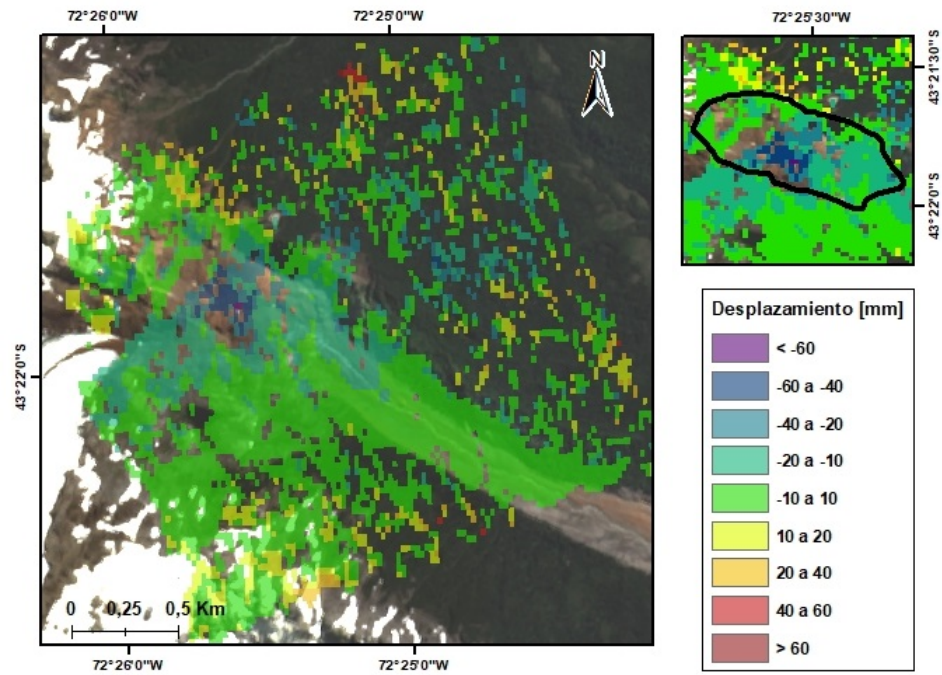 72°26'0"W
72°25'0"W
72°25'30"W
N
43°21'30"S
43°22'0"S
43°22'0"S
Desplazamiento [mm]
< -60
-60 a -40
-40 a -20
-20 a -10
-10 a 10
10 a 20
20 a 40
40 a 60
> 60
0 0,25 0,5 Km
72°26'0"W
72°25'0"W